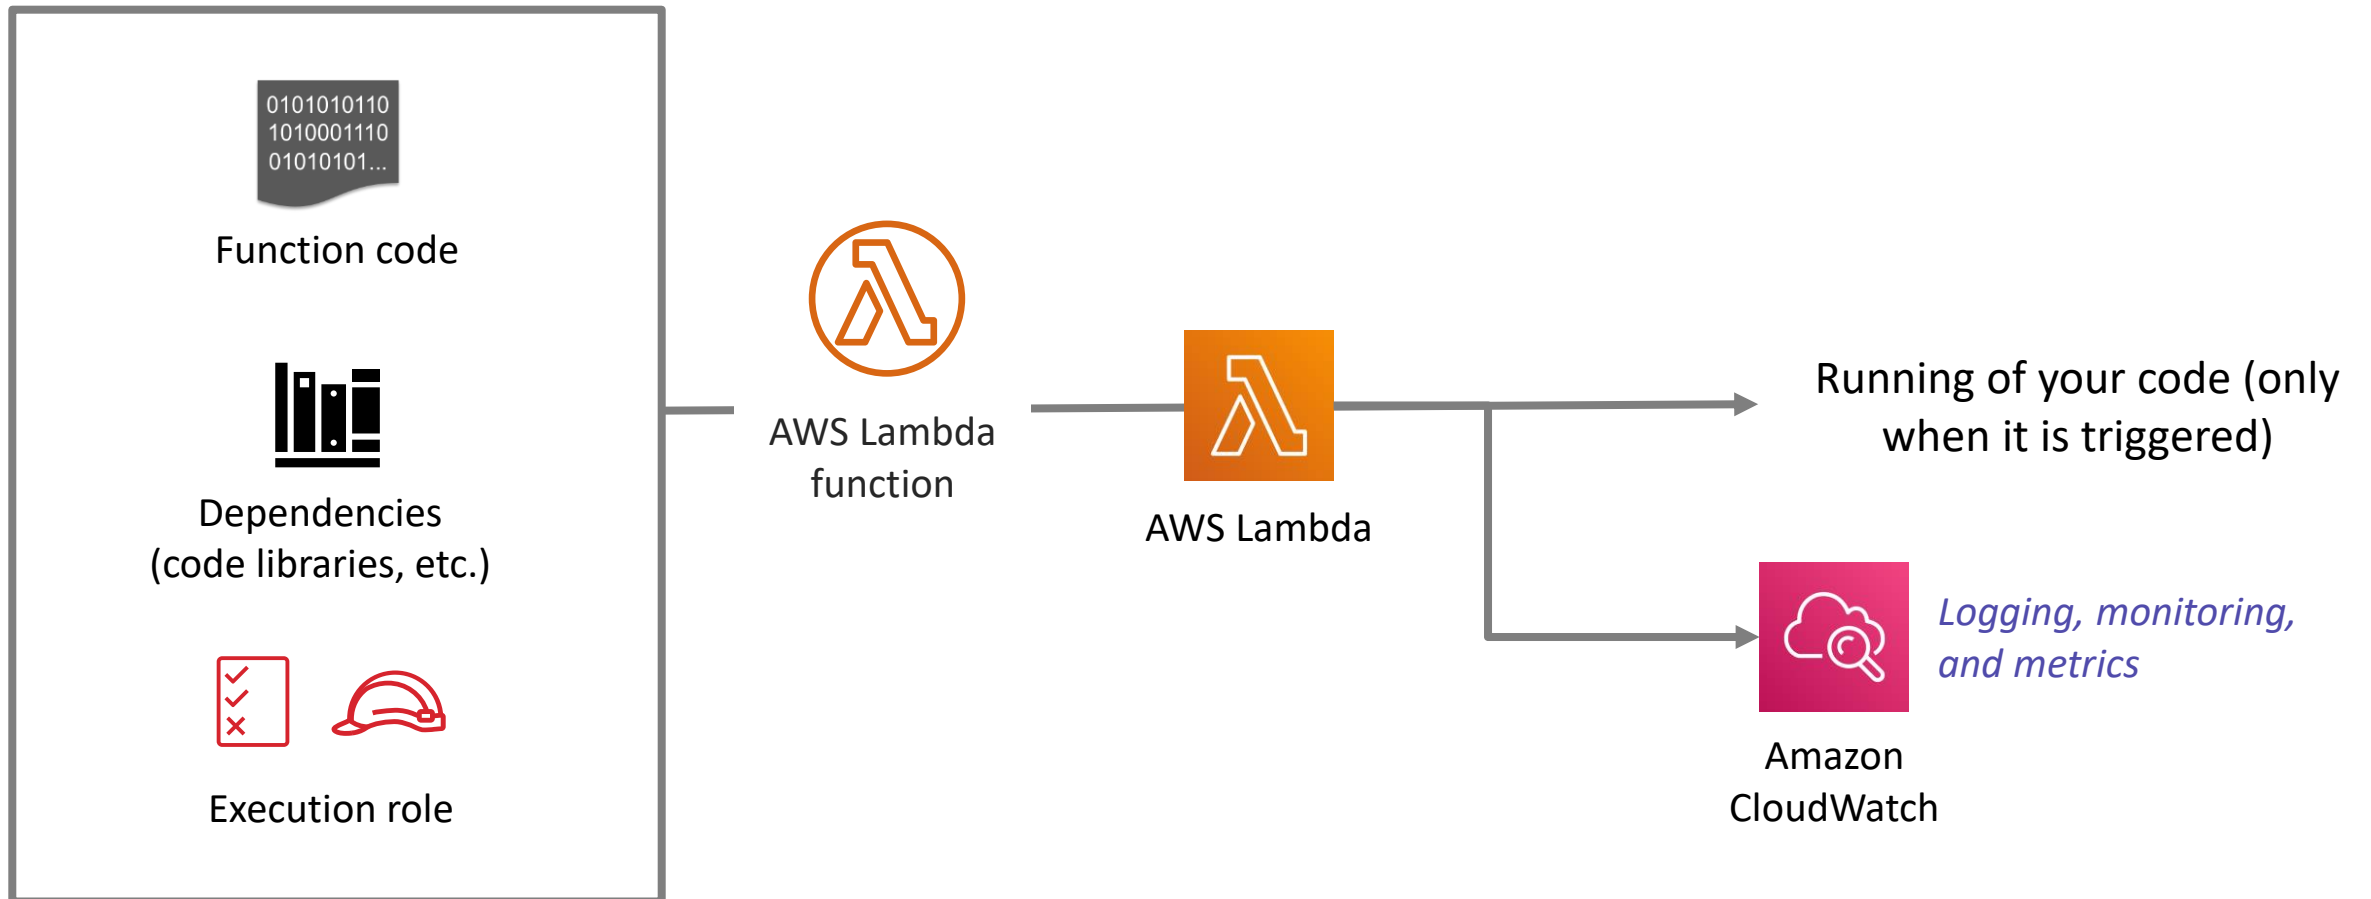 0101010110
1010001110
01010101...
Function code
Dependencies
(code libraries, etc.)
Execution role
AWS Lambda
function
AWS Lambda
Running of your code (only
when it is triggered)
Logging, monitoring,
and metrics
Amazon
CloudWatch